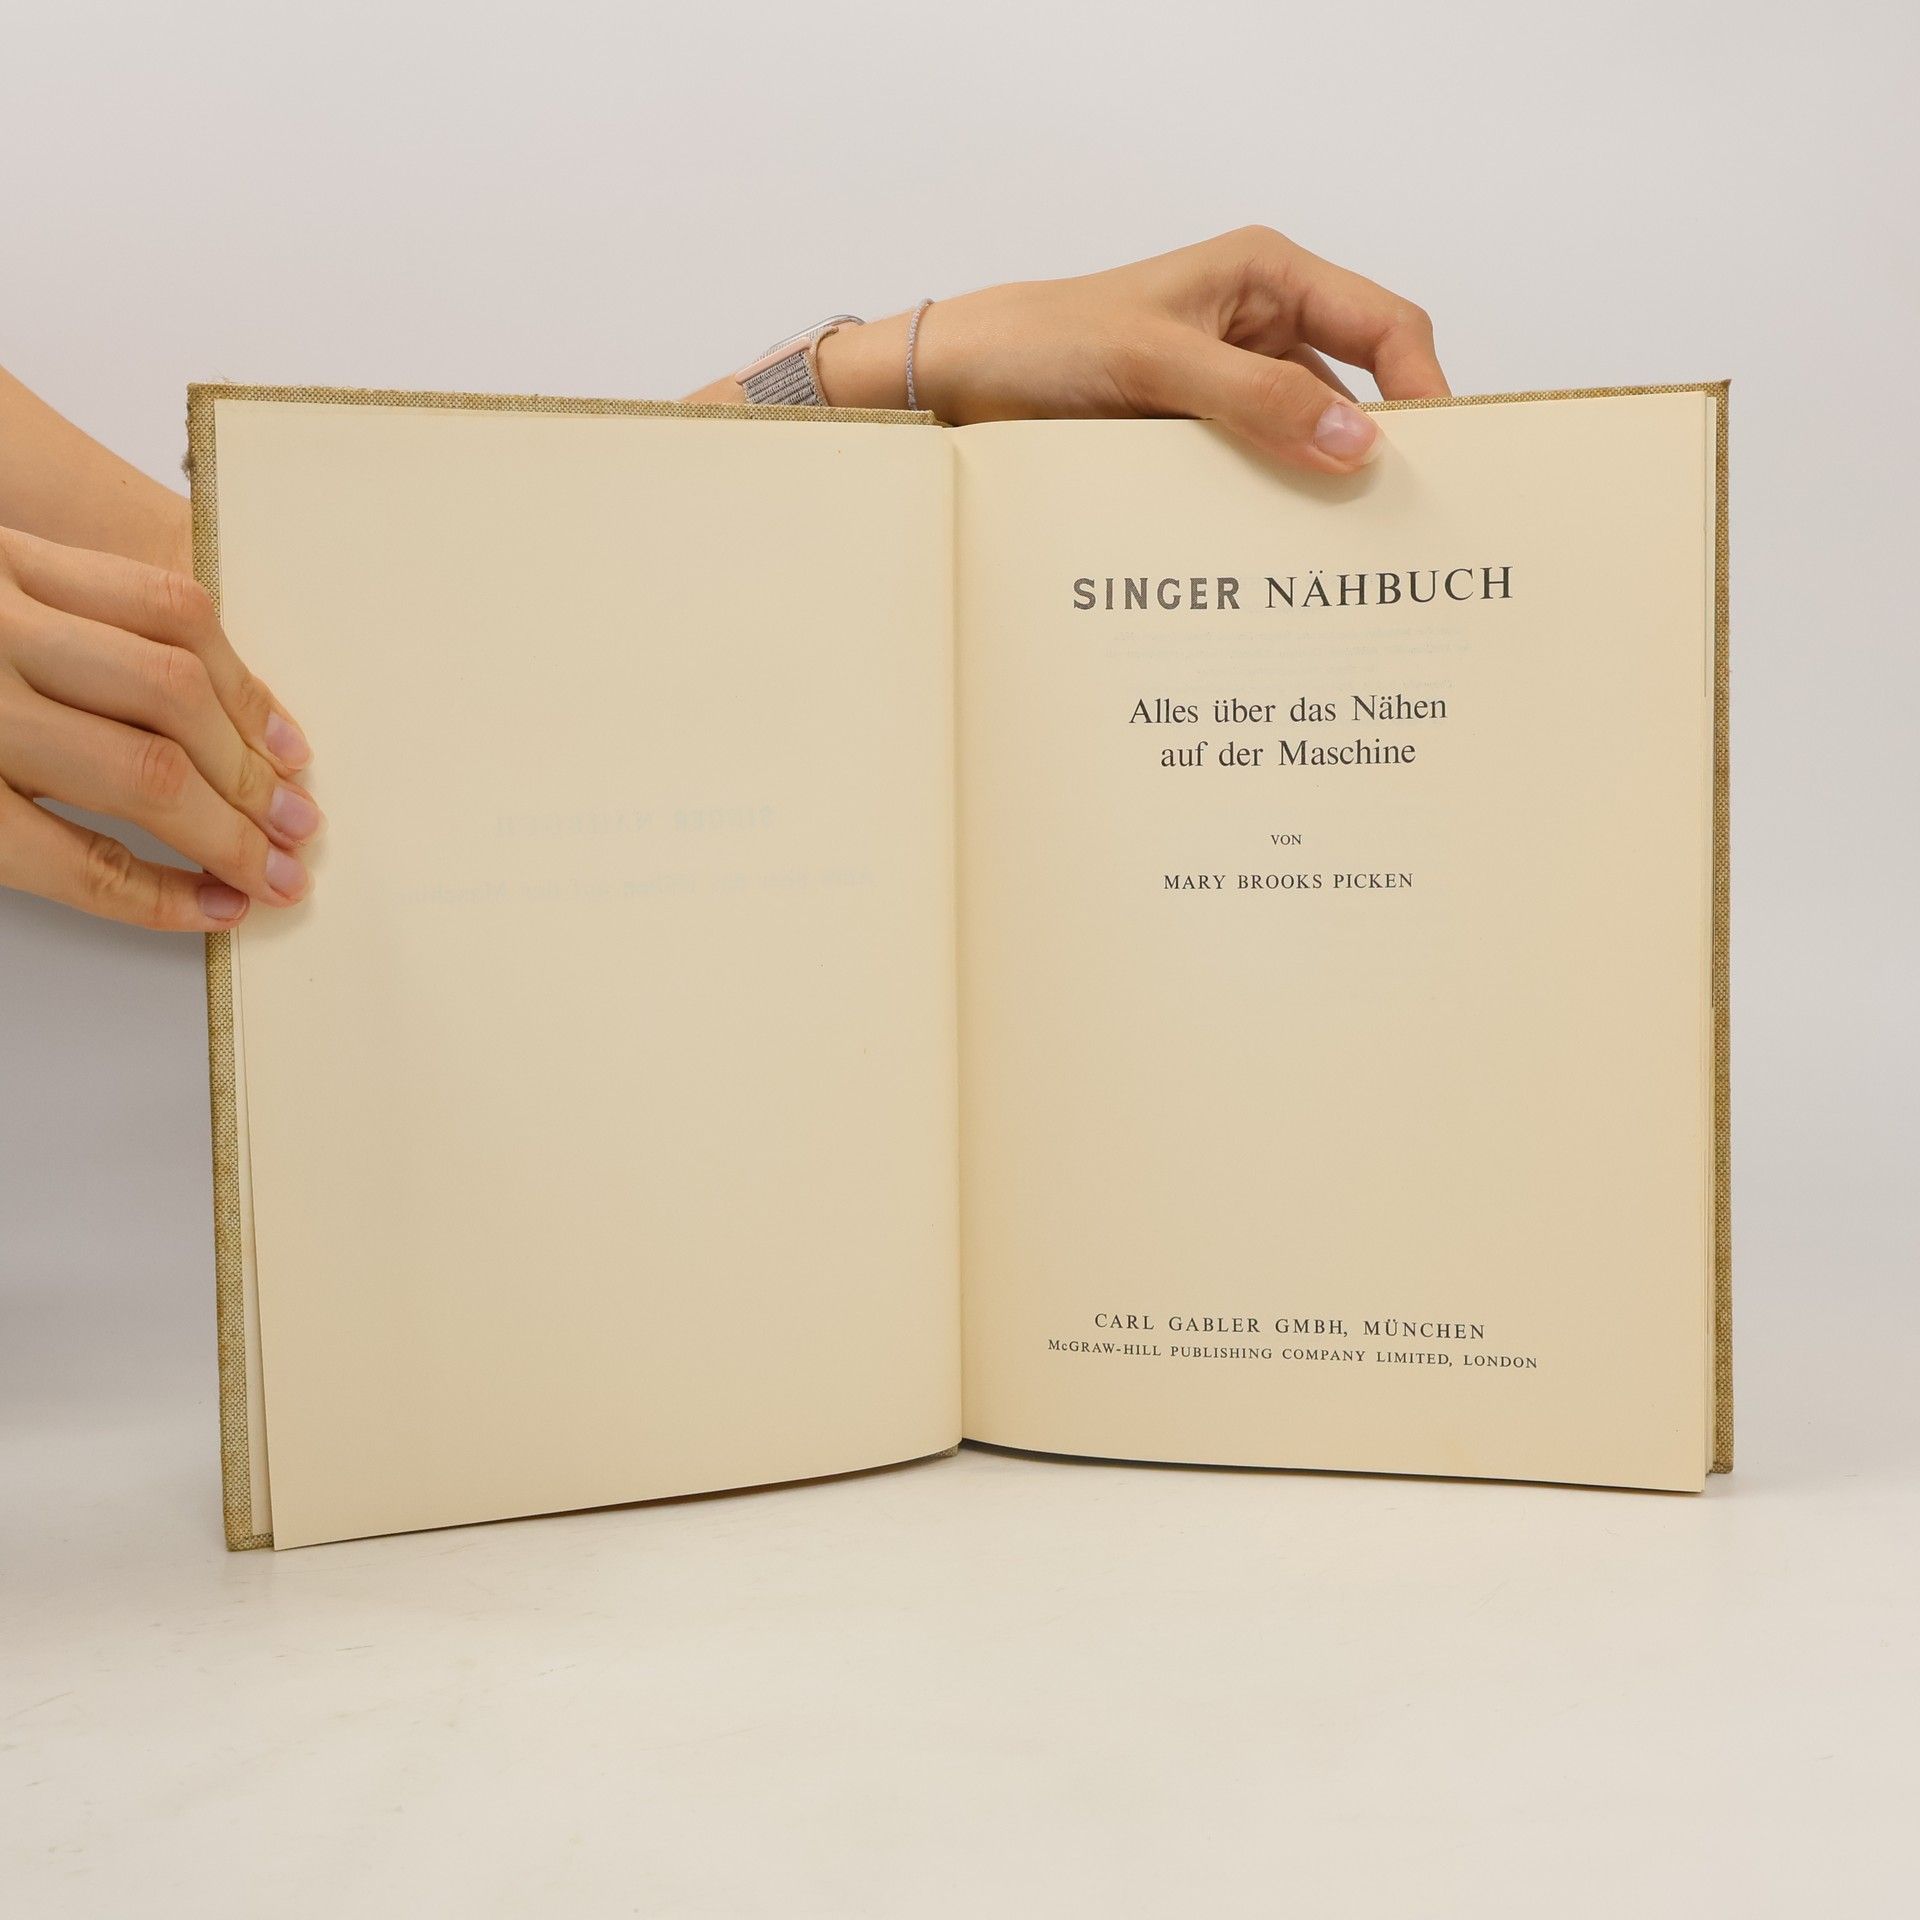 SINGER NÄHBUCH
Alles über das Nähen
auf der Maschine
VON
MARY BROOKS PICKEN
CARL GABLER GMBH, MÜNCHEN
McGRAW-HILL PUBLISHING COMPANY LIMITED, LONDON